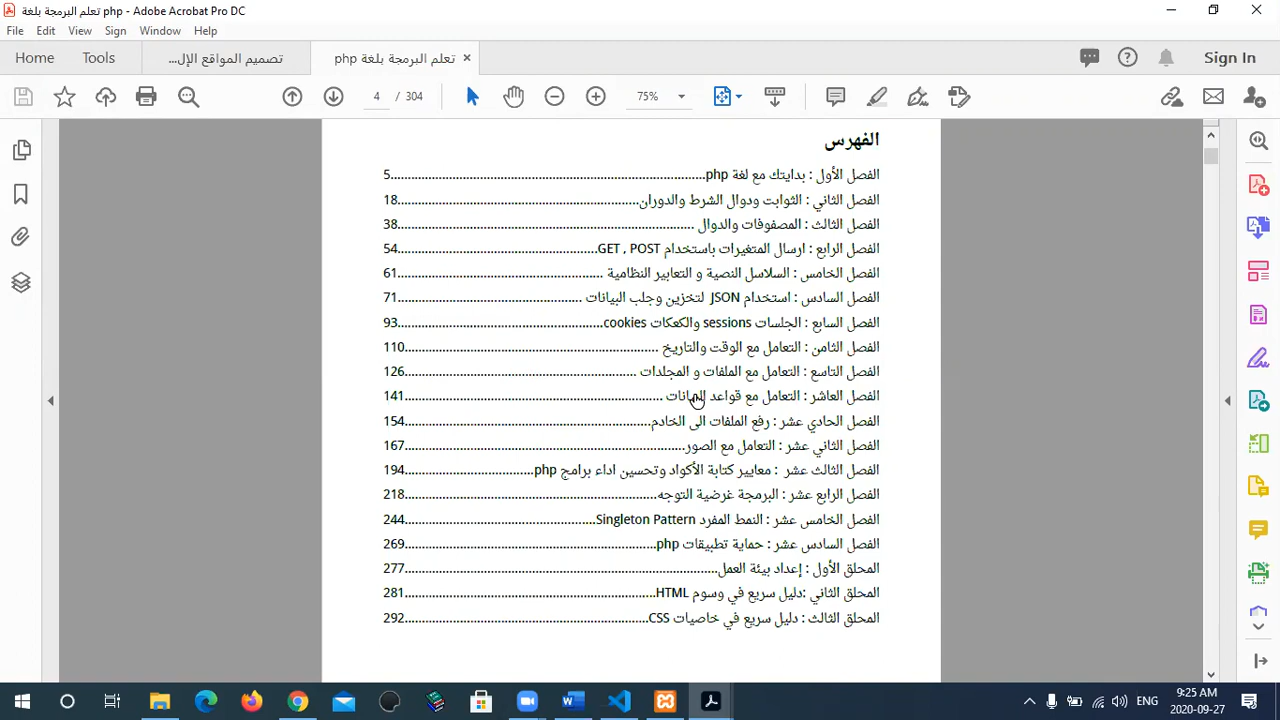 تعلم البرمجة بلغة php - Adobe Acrobat Pro DC
File Edit View Sign Window Help
Home Tools تصميم المواقع الإل... تعلم البرمجة بلغة php × Sign In
4 / 304 75%
الفهرس
الفصل الأول : بدايتك مع لغة php...5
الفصل الثاني : الثوابت ودوال الشرط والدوران...18
الفصل الثالث : المصفوفات والدوال ...38
الفصل الرابع : ارسال المتغيرات باستخدام GET , POST...54
الفصل الخامس : السلاسل النصية و التعابير النظامية ...61
الفصل السادس : استخدام JSON لتخزين وجلب البيانات ...71
الفصل السابع : الجلسات sessions والكعكات cookies...93
الفصل الثامن : التعامل مع الوقت والتاريخ ...110
الفصل التاسع : التعامل مع الملفات و المجلدات ...126
الفصل العاشر : التعامل مع قواعد البيانات ...141
الفصل الحادي عشر : رفع الملفات الى الخادم...154
الفصل الثاني عشر : التعامل مع الصور...167
الفصل الثالث عشر : معايير كتابة الأكواد وتحسين اداء برامج php...194
الفصل الرابع عشر : البرمجة غرضية التوجه...218
الفصل الخامس عشر : النمط المفرد Singleton Pattern...244
الفصل السادس عشر : حماية تطبيقات php...269
المحلق الأول : إعداد بيئة العمل...277
المحلق الثاني :دليل سريع في وسوم HTML...281
المحلق الثالث : دليل سريع في خاصيات CSS...292
ENG 9:25 AM
2020-09-27